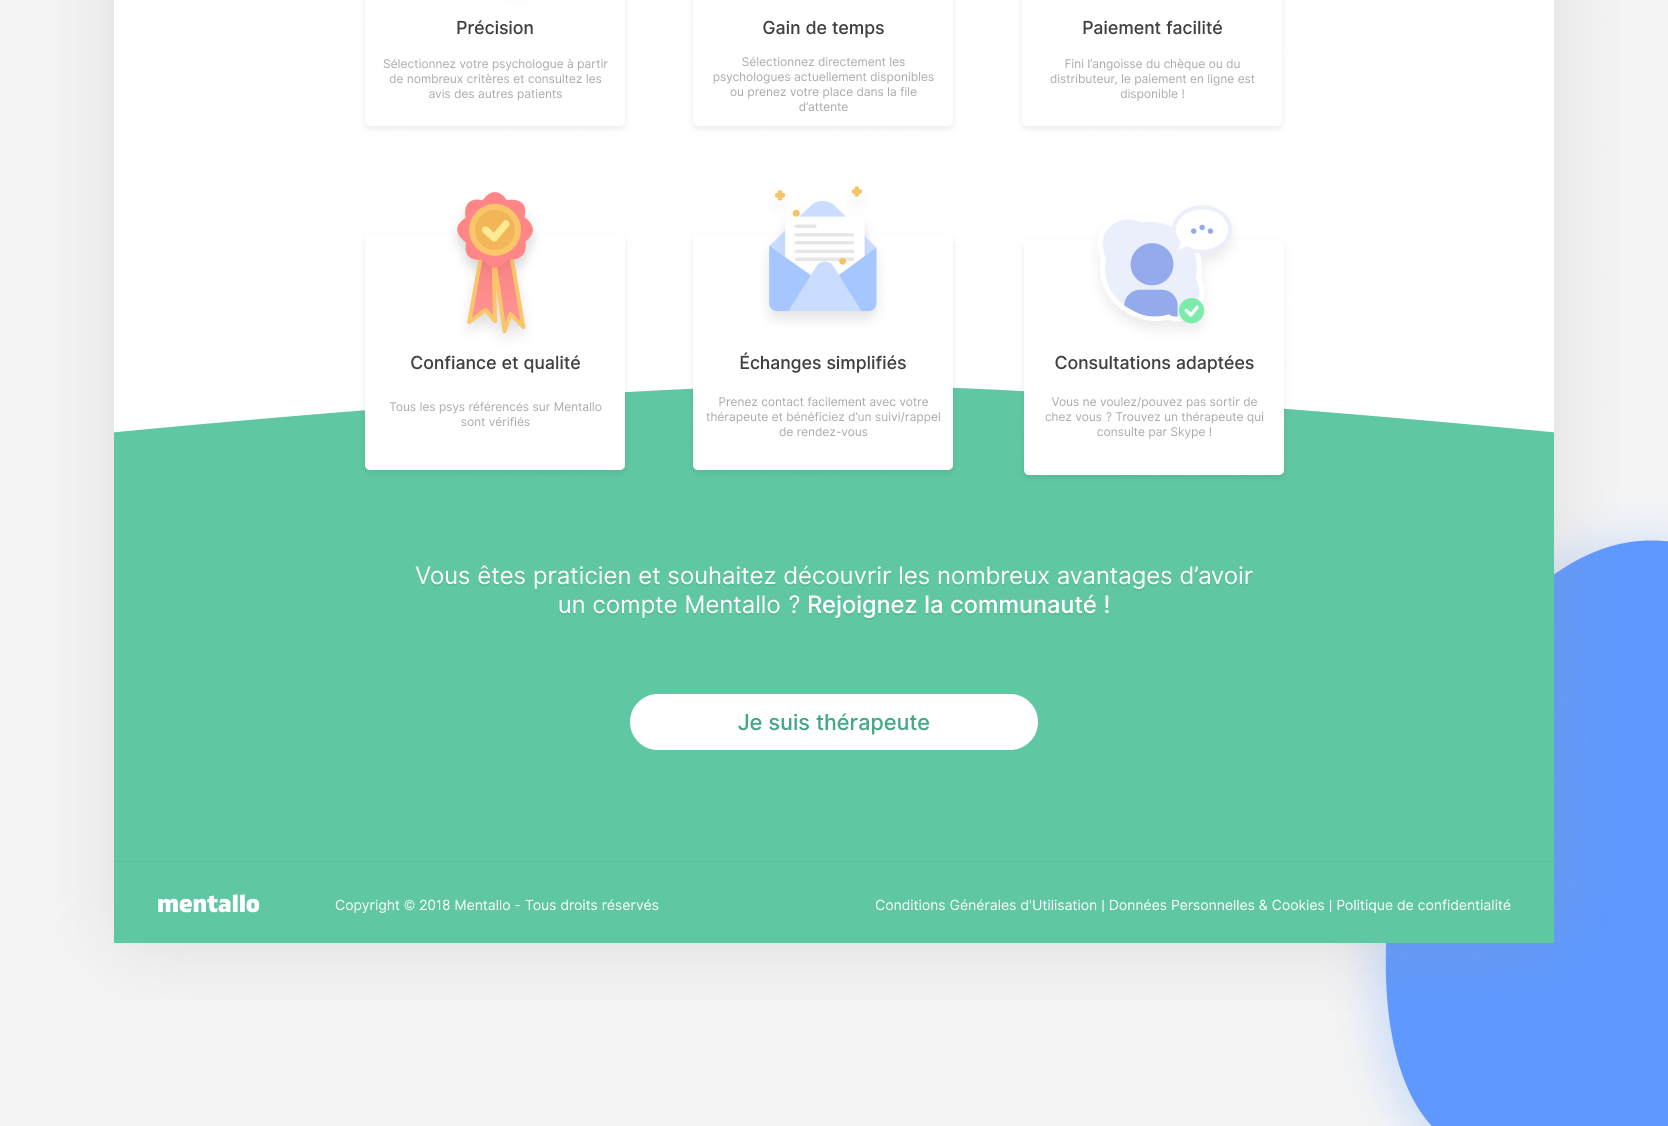 Précision
Sélectionnez votre psychologue à partir
de nombreux critères et consultez les
avis des autres patients
Gain de temps
Sélectionnez directement les
psychologues actuellement disponibles
ou prenez votre place dans la file
d’attente
Paiement facilité
Fini l’angoisse du chèque ou du
distributeur, le paiement en ligne est
disponible !
Confiance et qualité
Tous les psys référencés sur Mentallo
sont vérifiés
Échanges simplifiés
Prenez contact facilement avec votre
thérapeute et bénéficiez d'un suivi/rappel
de rendez-vous
Consultations adaptées
Vous ne voulez/pouvez pas sortir de
chez vous ? Trouvez un thérapeute qui
consulte par Skype !
Vous êtes praticien et souhaitez découvrir les nombreux avantages d’avoir
un compte Mentallo ? Rejoignez la communauté !
Je suis thérapeute
mentallo
Copyright © 2018 Mentallo - Tous droits réservés
Conditions Générales d'Utilisation | Données Personnelles & Cookies | Politique de confidentialité